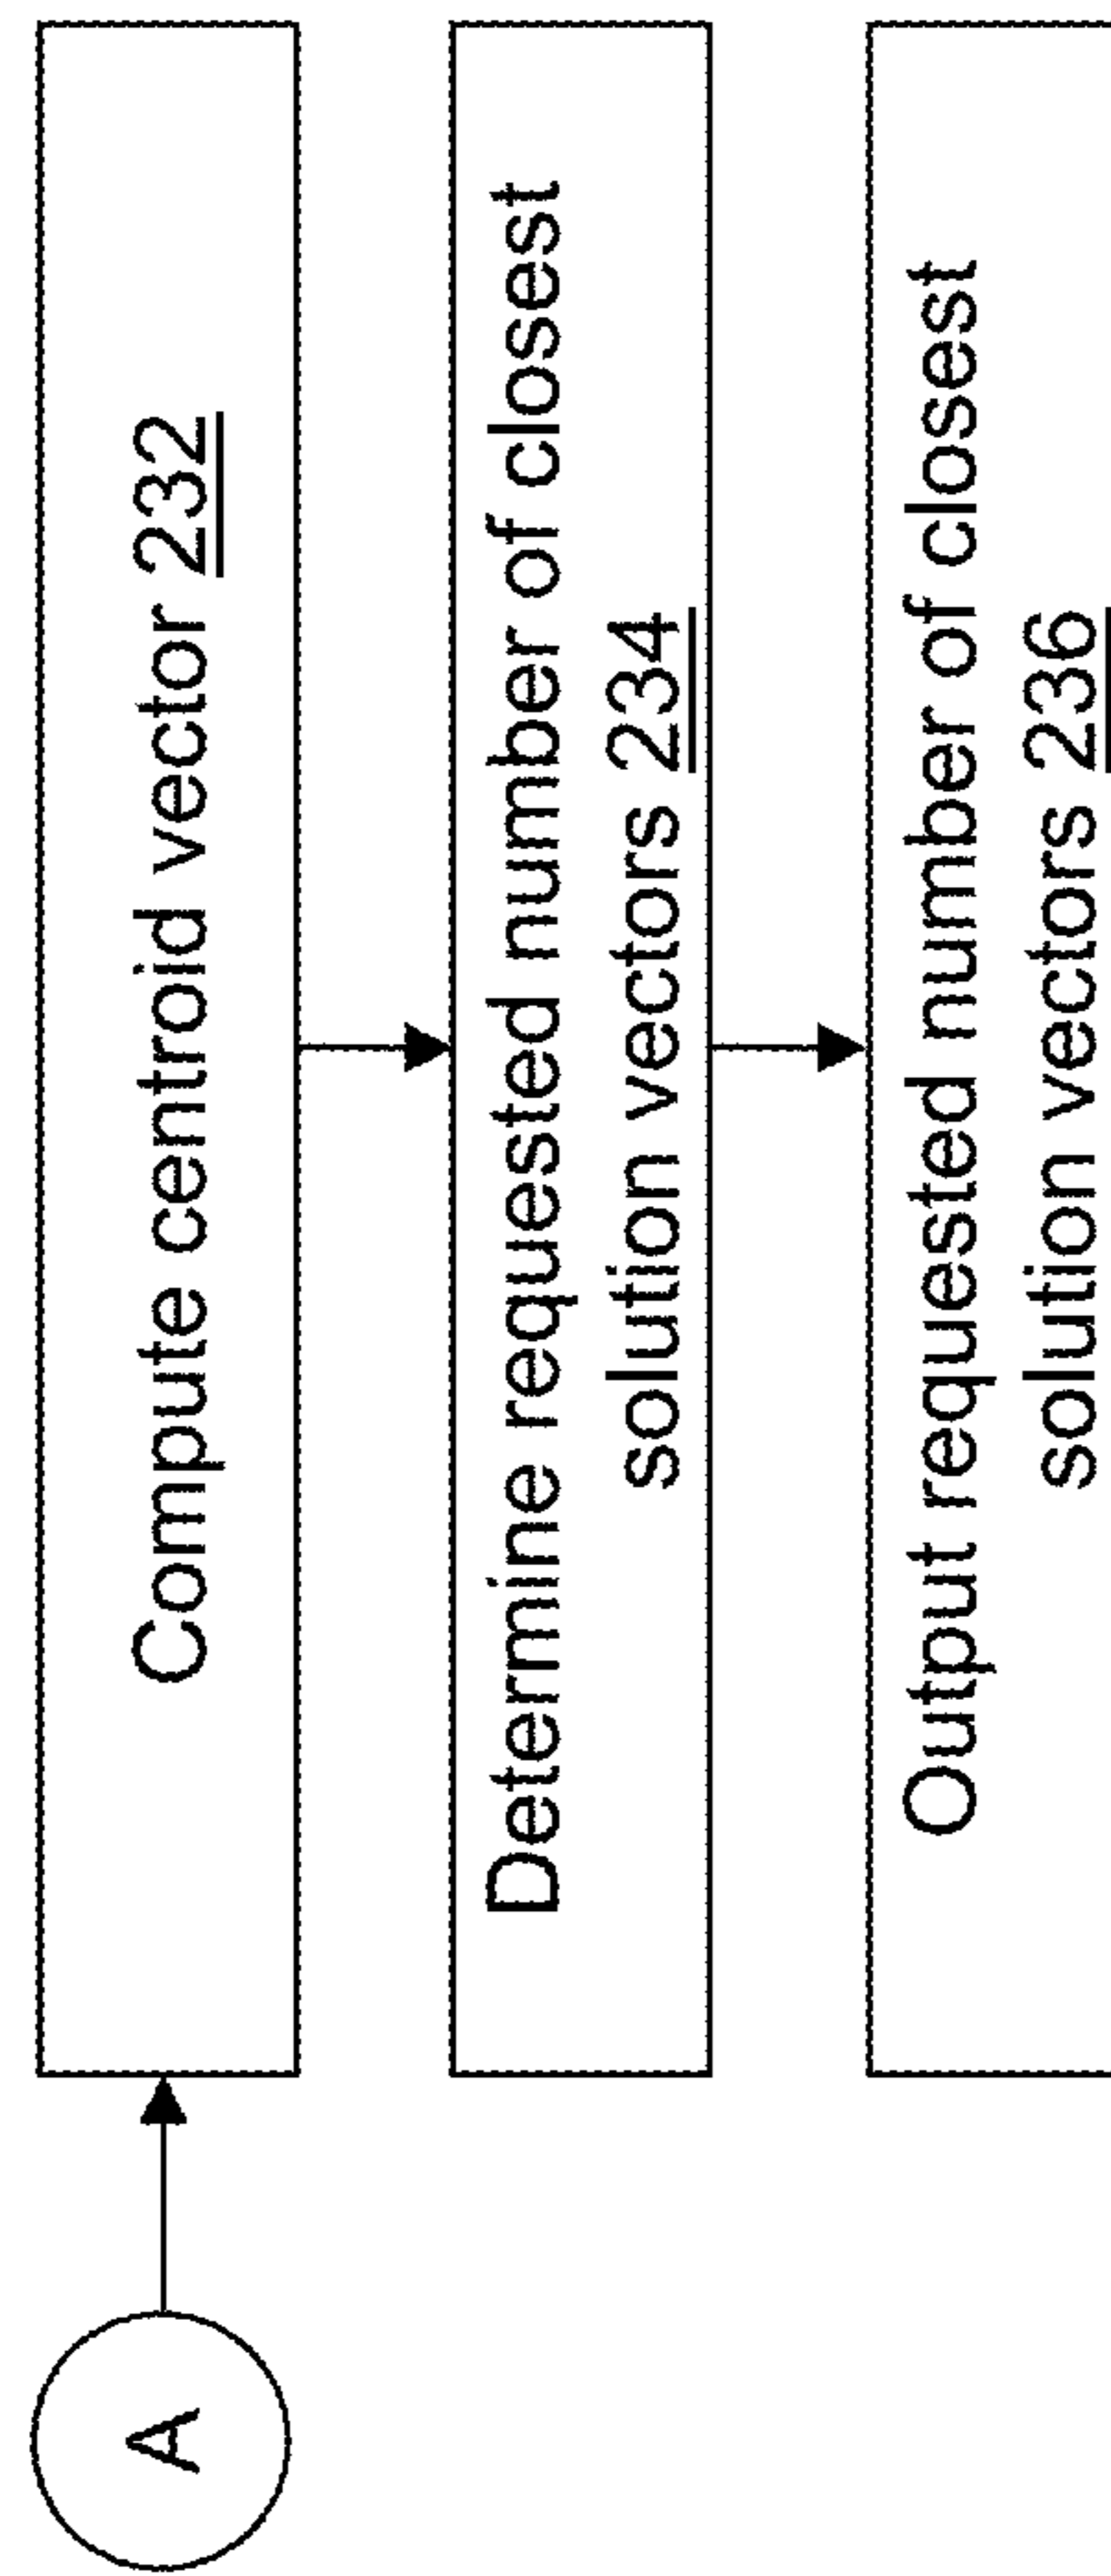 A
Compute centroid vector 232
Determine requested number of closest
solution vectors 234
Output requested number of closest
solution vectors 236